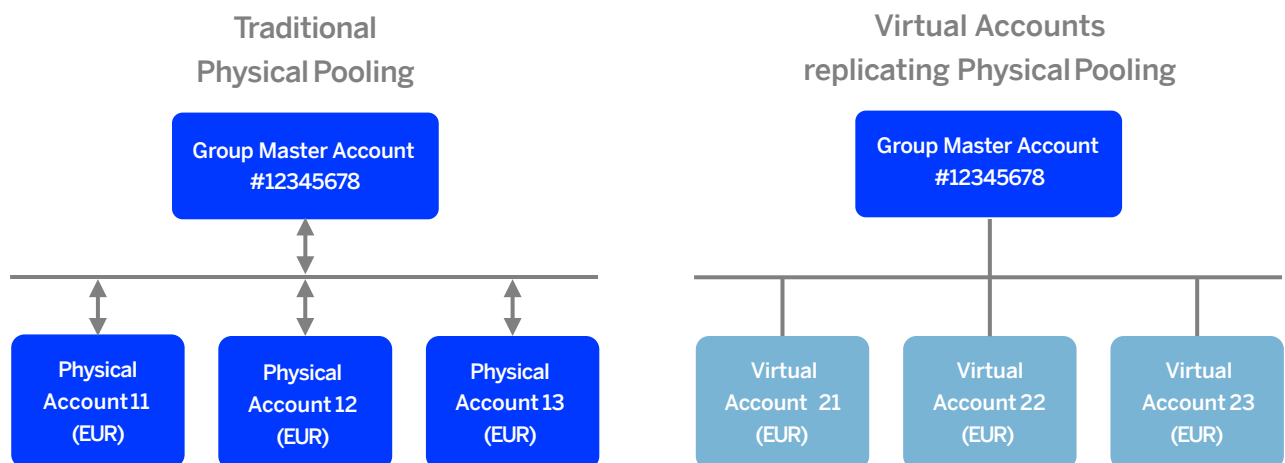 Traditional
Physical Pooling
Group Master Account
#12345678
Physical
Account 11
(EUR)
Physical
Account 12
(EUR)
Physical
Account 13
(EUR)
Virtual Accounts
replicating Physical Pooling
Group Master Account
#12345678
Virtual
Account 21
(EUR)
Virtual
Account 22
(EUR)
Virtual
Account 23
(EUR)